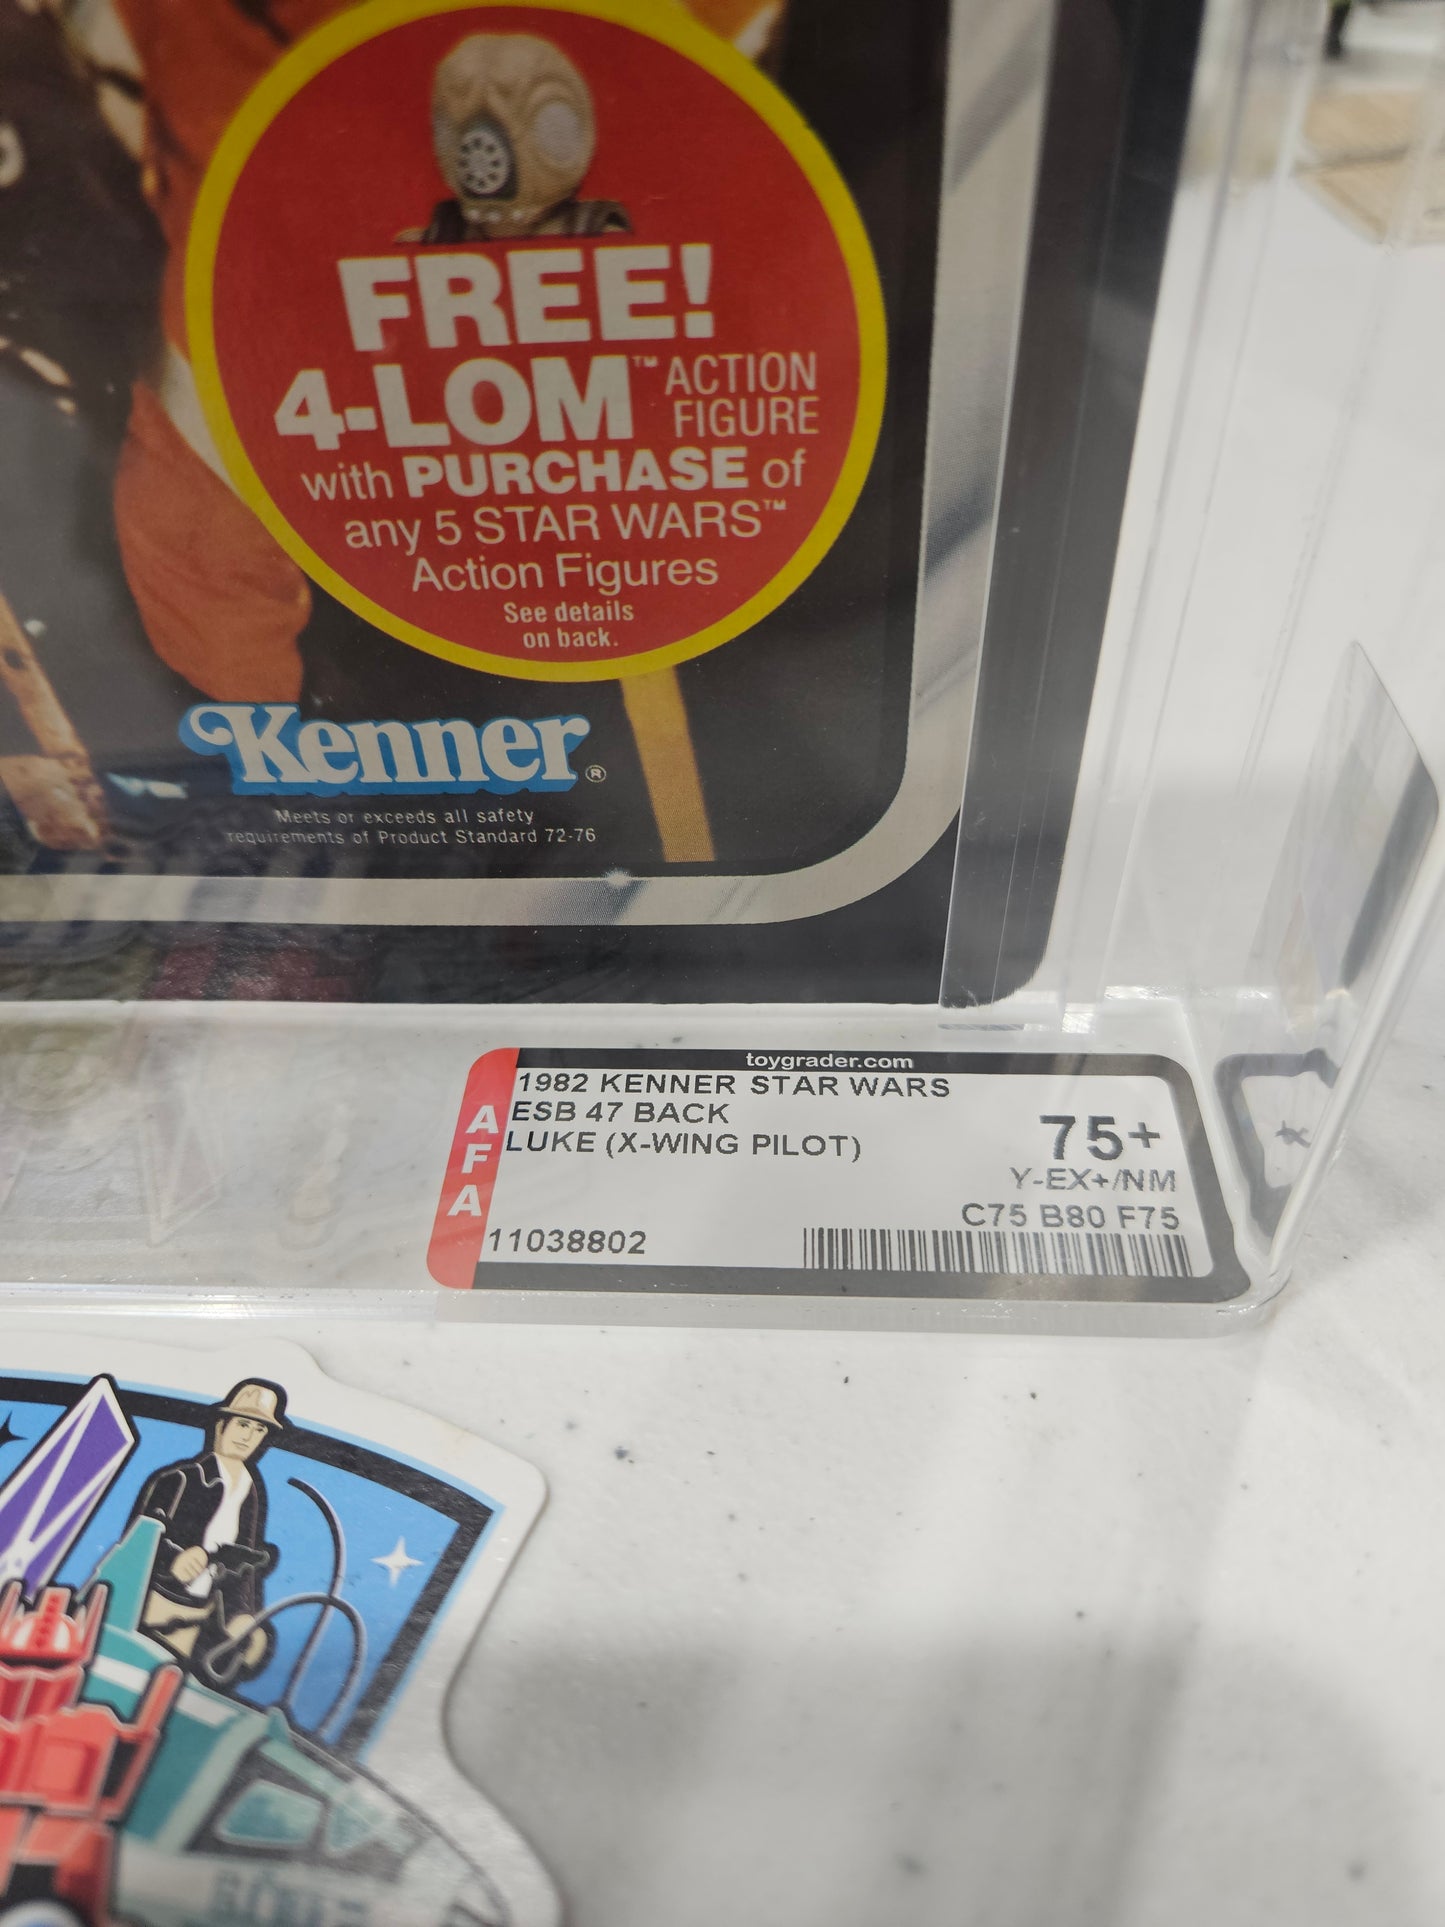 FREE!
4-LOM™ ACTION
FIGURE
with PURCHASE of
any 5 STAR WARS™
Action Figures
See details
on back.
Kenner®
Meets or exceeds all safety
requirements of Product Standard 72-76
toygrader.com
AFA
1982 KENNER STAR WARS
ESB 47 BACK
LUKE (X-WING PILOT)
75+
Y-EX+/NM
C75 B80 F75
11038802